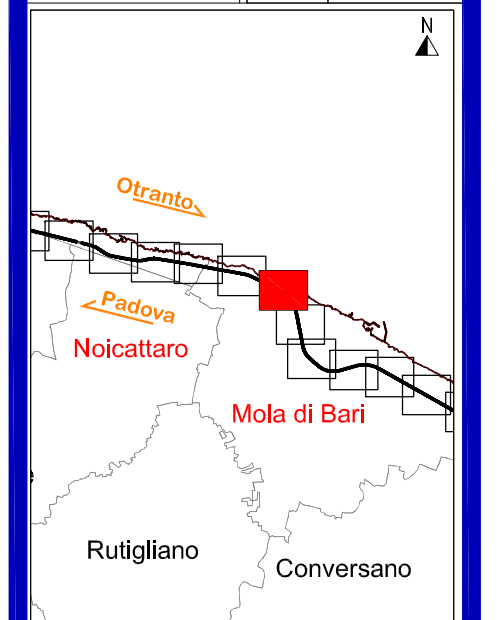 N
Otranto
Padova
Noicattaro
Mola di Bari
Rutigliano
Conversano